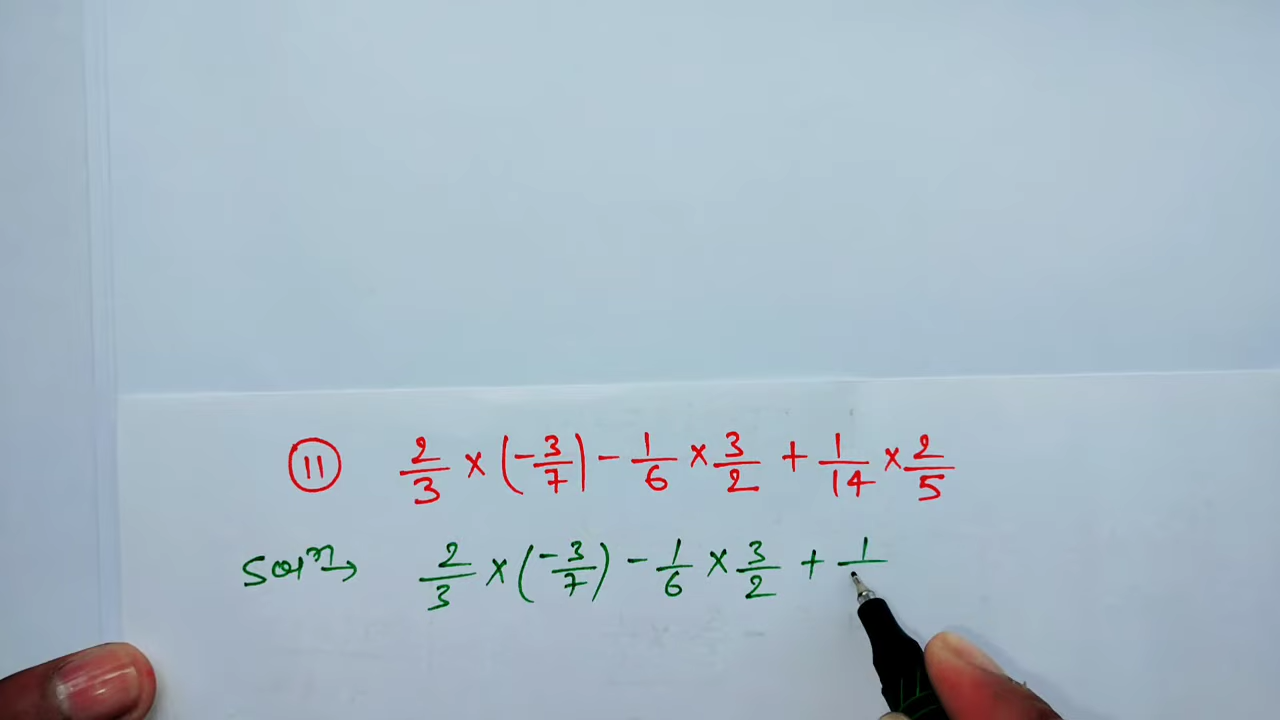 11 2/3 × (-3/7) - 1/6 × 3/2 + 1/14 × 2/5
Solⁿ→ 2/3 × (-3/7) - 1/6 × 3/2 + 1/